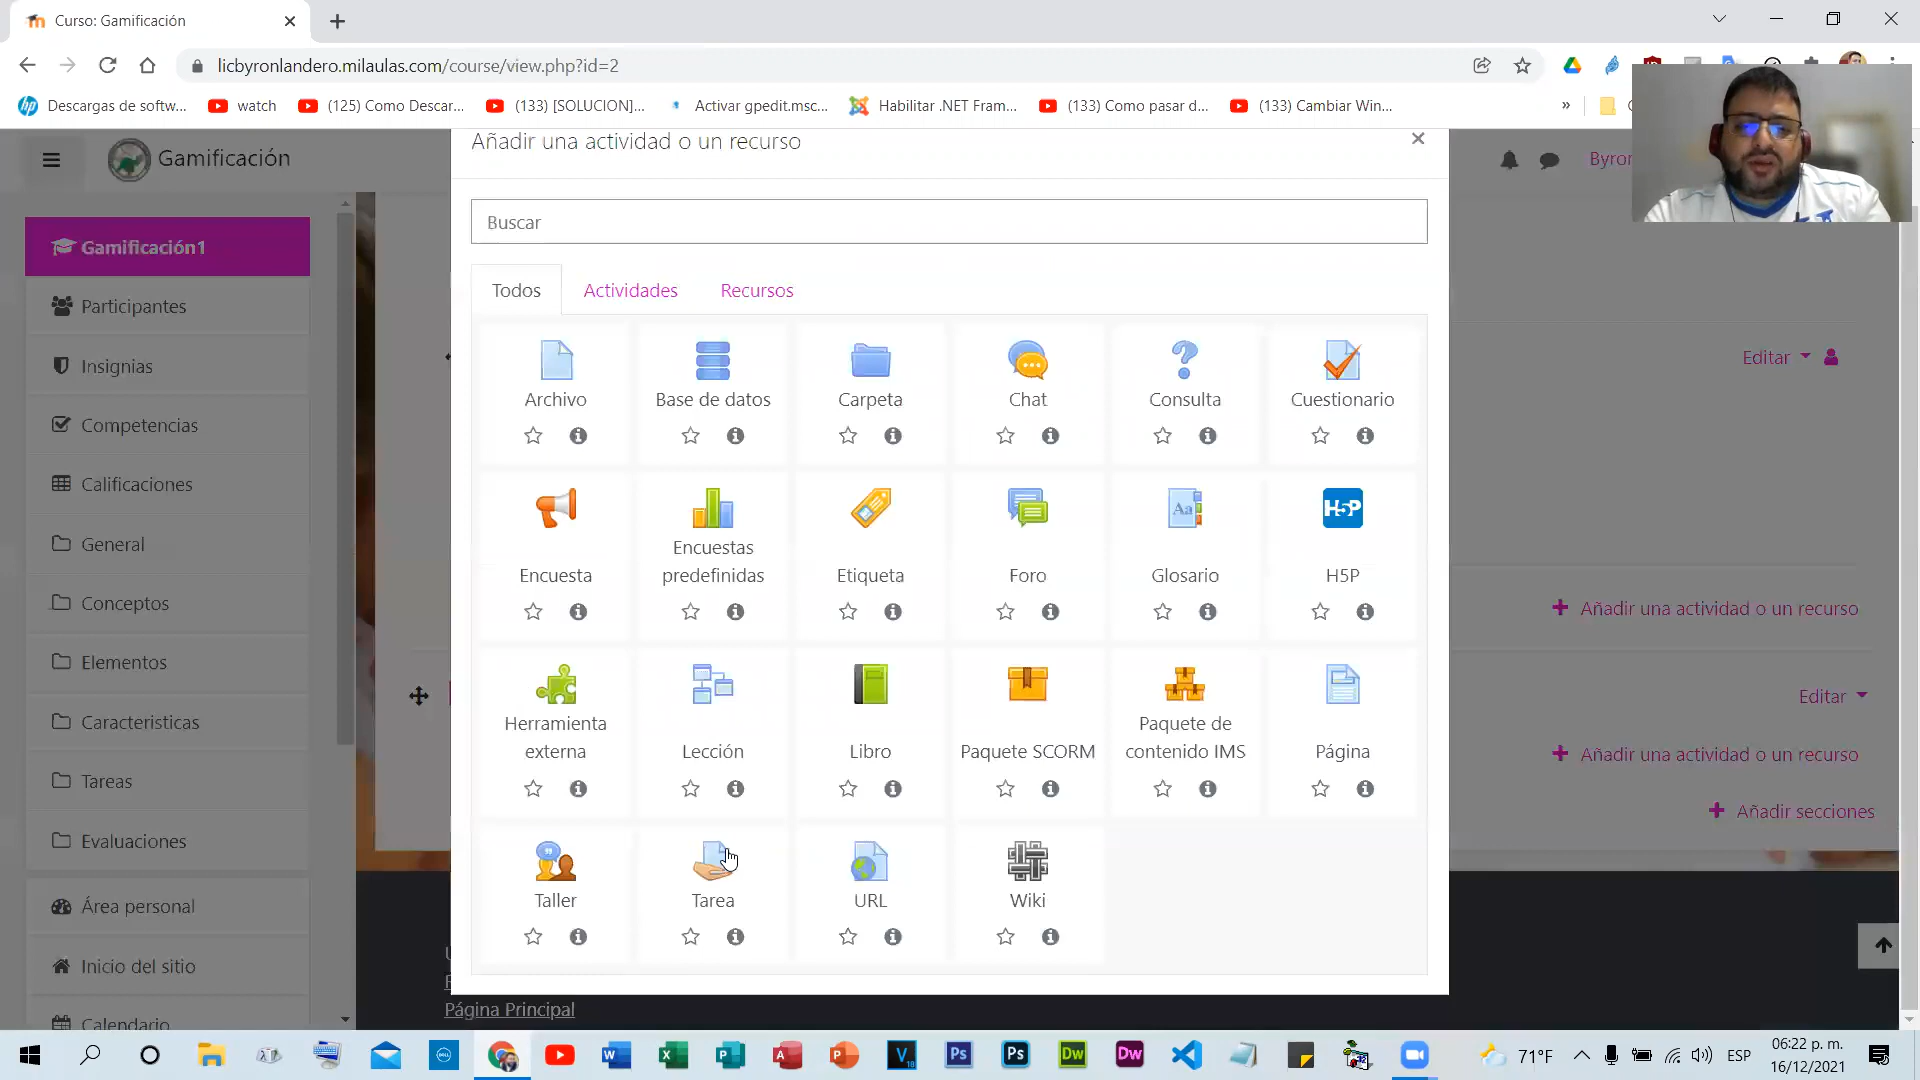 Curso: Gamificación
licbyronlandero.milaulas.com/course/view.php?id=2
Descargas de softw...
watch
(125) Como Descar...
(133) [SOLUCION]...
Activar gpedit.msc...
Habilitar .NET Fram...
(133) Como pasar d...
(133) Cambiar Win...
»
Gamificación
Añadir una actividad o un recurso
Buscar
Todos
Actividades
Recursos
Gamificación1
Participantes
Insignias
Competencias
Calificaciones
General
Conceptos
Elementos
Caracteristicas
Tareas
Evaluaciones
Área personal
Inicio del sitio
Calendario
Archivo
Base de datos
Carpeta
Chat
Consulta
Cuestionario
Encuesta
Encuestas
predefinidas
Etiqueta
Foro
Glosario
H5P
H5P
Herramienta
externa
Lección
Libro
Paquete SCORM
Paquete de
contenido IMS
Página
Taller
Tarea
URL
Wiki
Editar
Añadir una actividad o un recurso
Editar
Añadir una actividad o un recurso
Añadir secciones
Página Principal
71°F
ESP
06:22 p. m.
16/12/2021